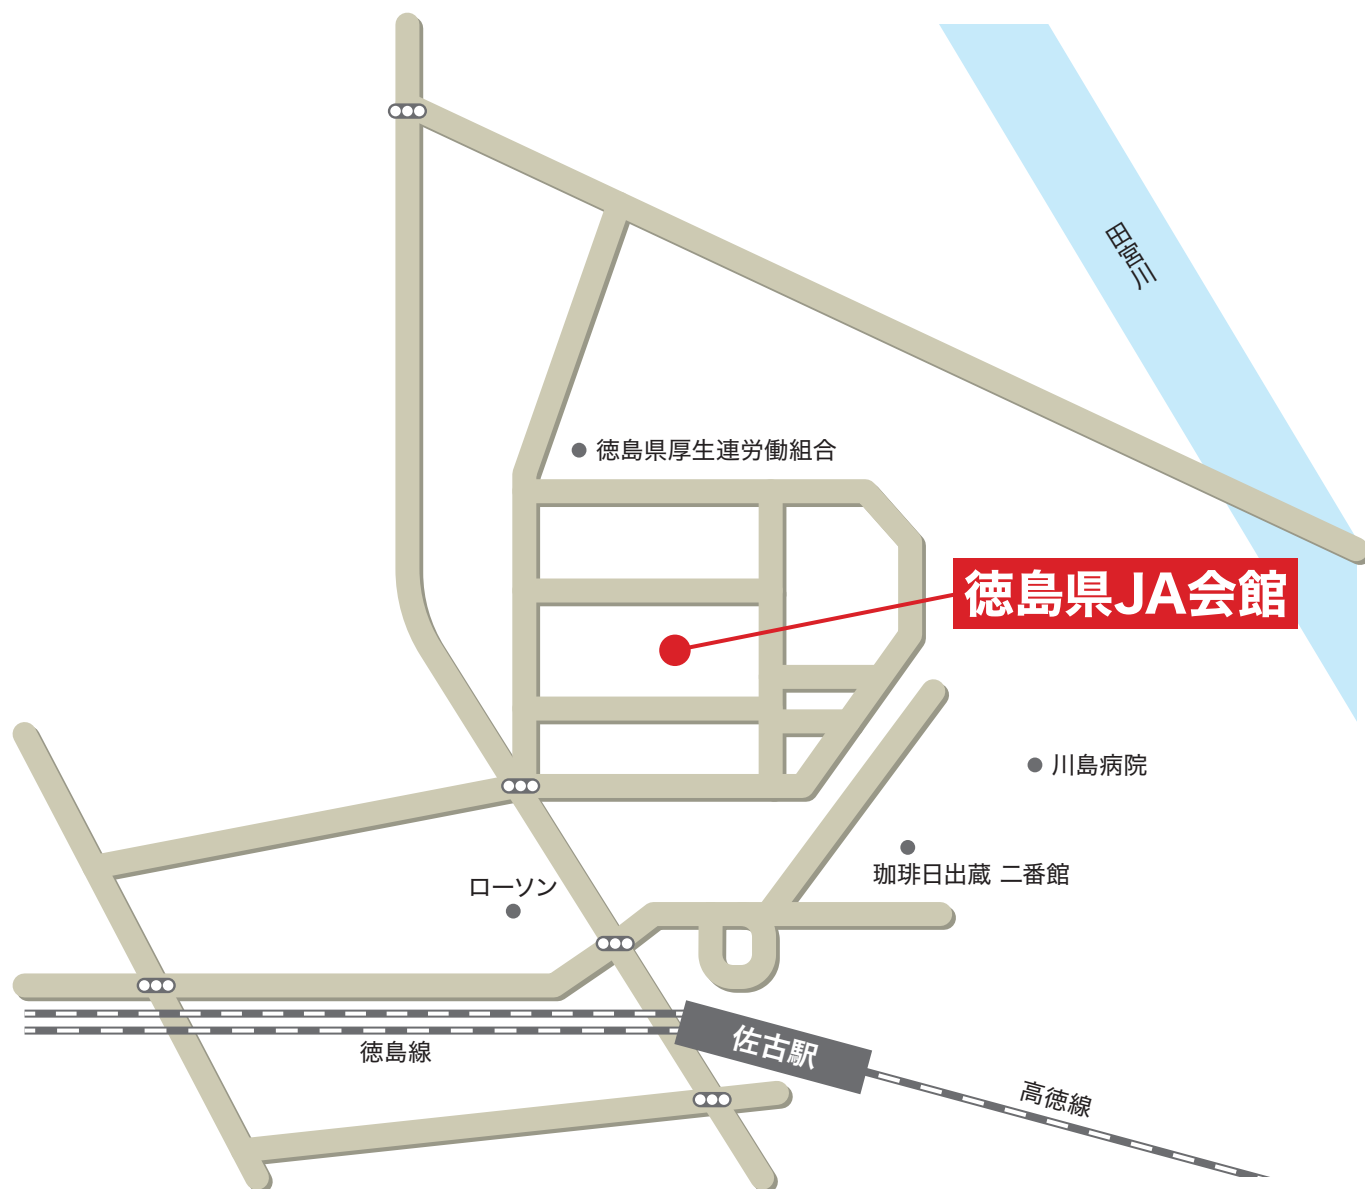 田宮川
徳島県厚生連労働組合
徳島県JA会館
川島病院
珈琲日出蔵 二番館
ローソン
佐古駅
徳島線
高徳線